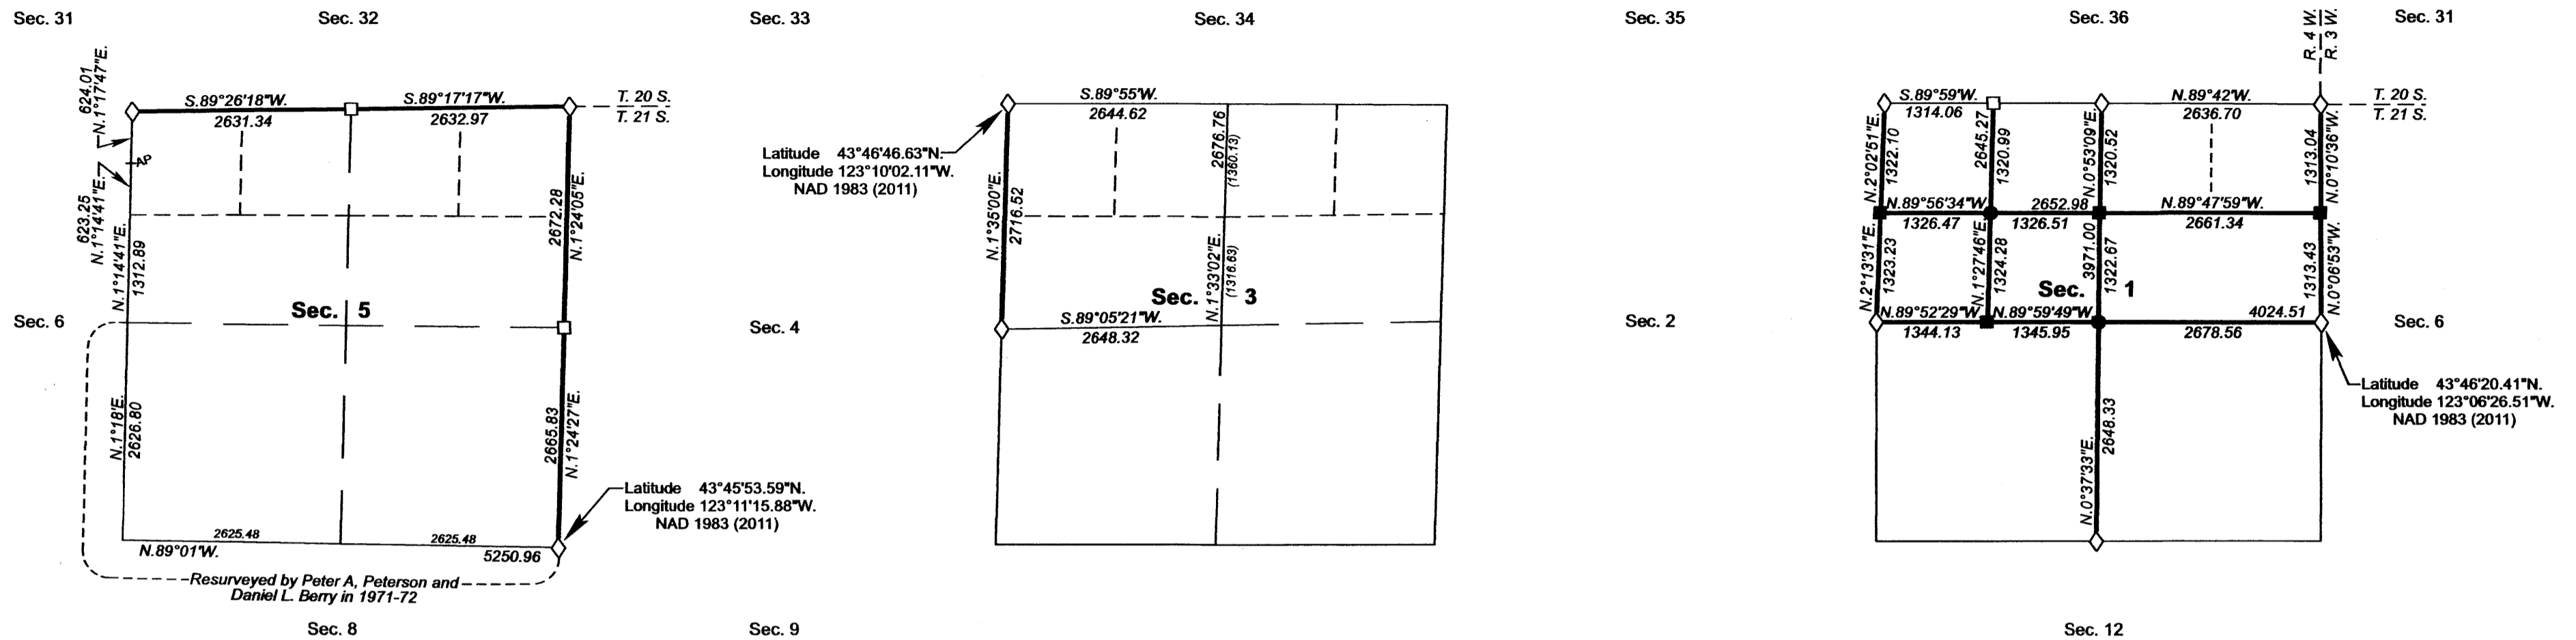 Sec. 31
Sec. 32
Sec. 33
Sec. 34
Sec. 35
Sec. 36
Sec. 31
R. 4 W.
R. 3 W.
624.01
N.1°17'47"E.
S.89°26'18"W.
2631.34
S.89°17'17"W.
2632.97
T. 20 S.
T. 21 S.
AP
623.25
N.1°14'41"E.
N.1°14'41"E.
1312.89
2672.28
N.1°24'05"E.
Sec. 5
Sec. 6
N.1°18'E.
2626.80
2665.83
N.1°24'27"E.
Latitude 43°45'53.59"N.
Longitude 123°11'15.88"W.
NAD 1983 (2011)
2625.48
2625.48
N.89°01'W.
5250.96
Resurveyed by Peter A, Peterson and
Daniel L. Berry in 1971-72
Sec. 8
Sec. 9
Latitude 43°46'46.63"N.
Longitude 123°10'02.11"W.
NAD 1983 (2011)
S.89°55'W.
2644.62
2676.76
(1360.13)
N.1°35'00"E.
2716.52
N.1°33'02"E.
(1316.63)
Sec. 3
S.89°05'21"W.
2648.32
Sec. 4
Sec. 2
S.89°59'W.
1314.06
N.89°42'W.
2636.70
T. 20 S.
T. 21 S.
N.2°02'51"E.
1322.10
2645.27
1320.99
N.0°53'09"E.
1320.52
1313.04
N.0°10'36"W.
N.89°56'34"W.
1326.47
2652.98
1326.51
N.89°47'59"W.
2661.34
N.2°13'31"E.
1323.23
N.1°27'46"E.
1324.28
3971.00
1322.67
1313.43
N.0°06'53"W.
Sec. 1
N.89°52'29"W.
1344.13
N.89°59'49"W.
1345.95
4024.51
2678.56
Sec. 6
Latitude 43°46'20.41"N.
Longitude 123°06'26.51"W.
NAD 1983 (2011)
N.0°37'33"E.
2648.33
Sec. 12